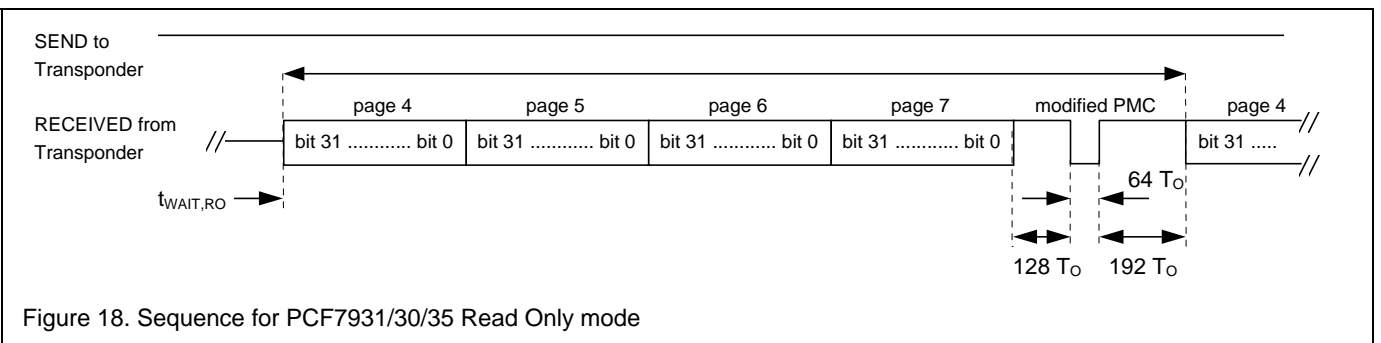 SEND to
Transponder
page 4 page 5 page 6 page 7 modified PMC page 4
RECEIVED from
Transponder
// bit 31 ............ bit 0 bit 31 ............ bit 0 bit 31 ............ bit 0 bit 31 ............ bit 0 bit 31 ..... // //
64 TO
tWAIT,RO
128 TO 192 TO
Figure 18. Sequence for PCF7931/30/35 Read Only mode